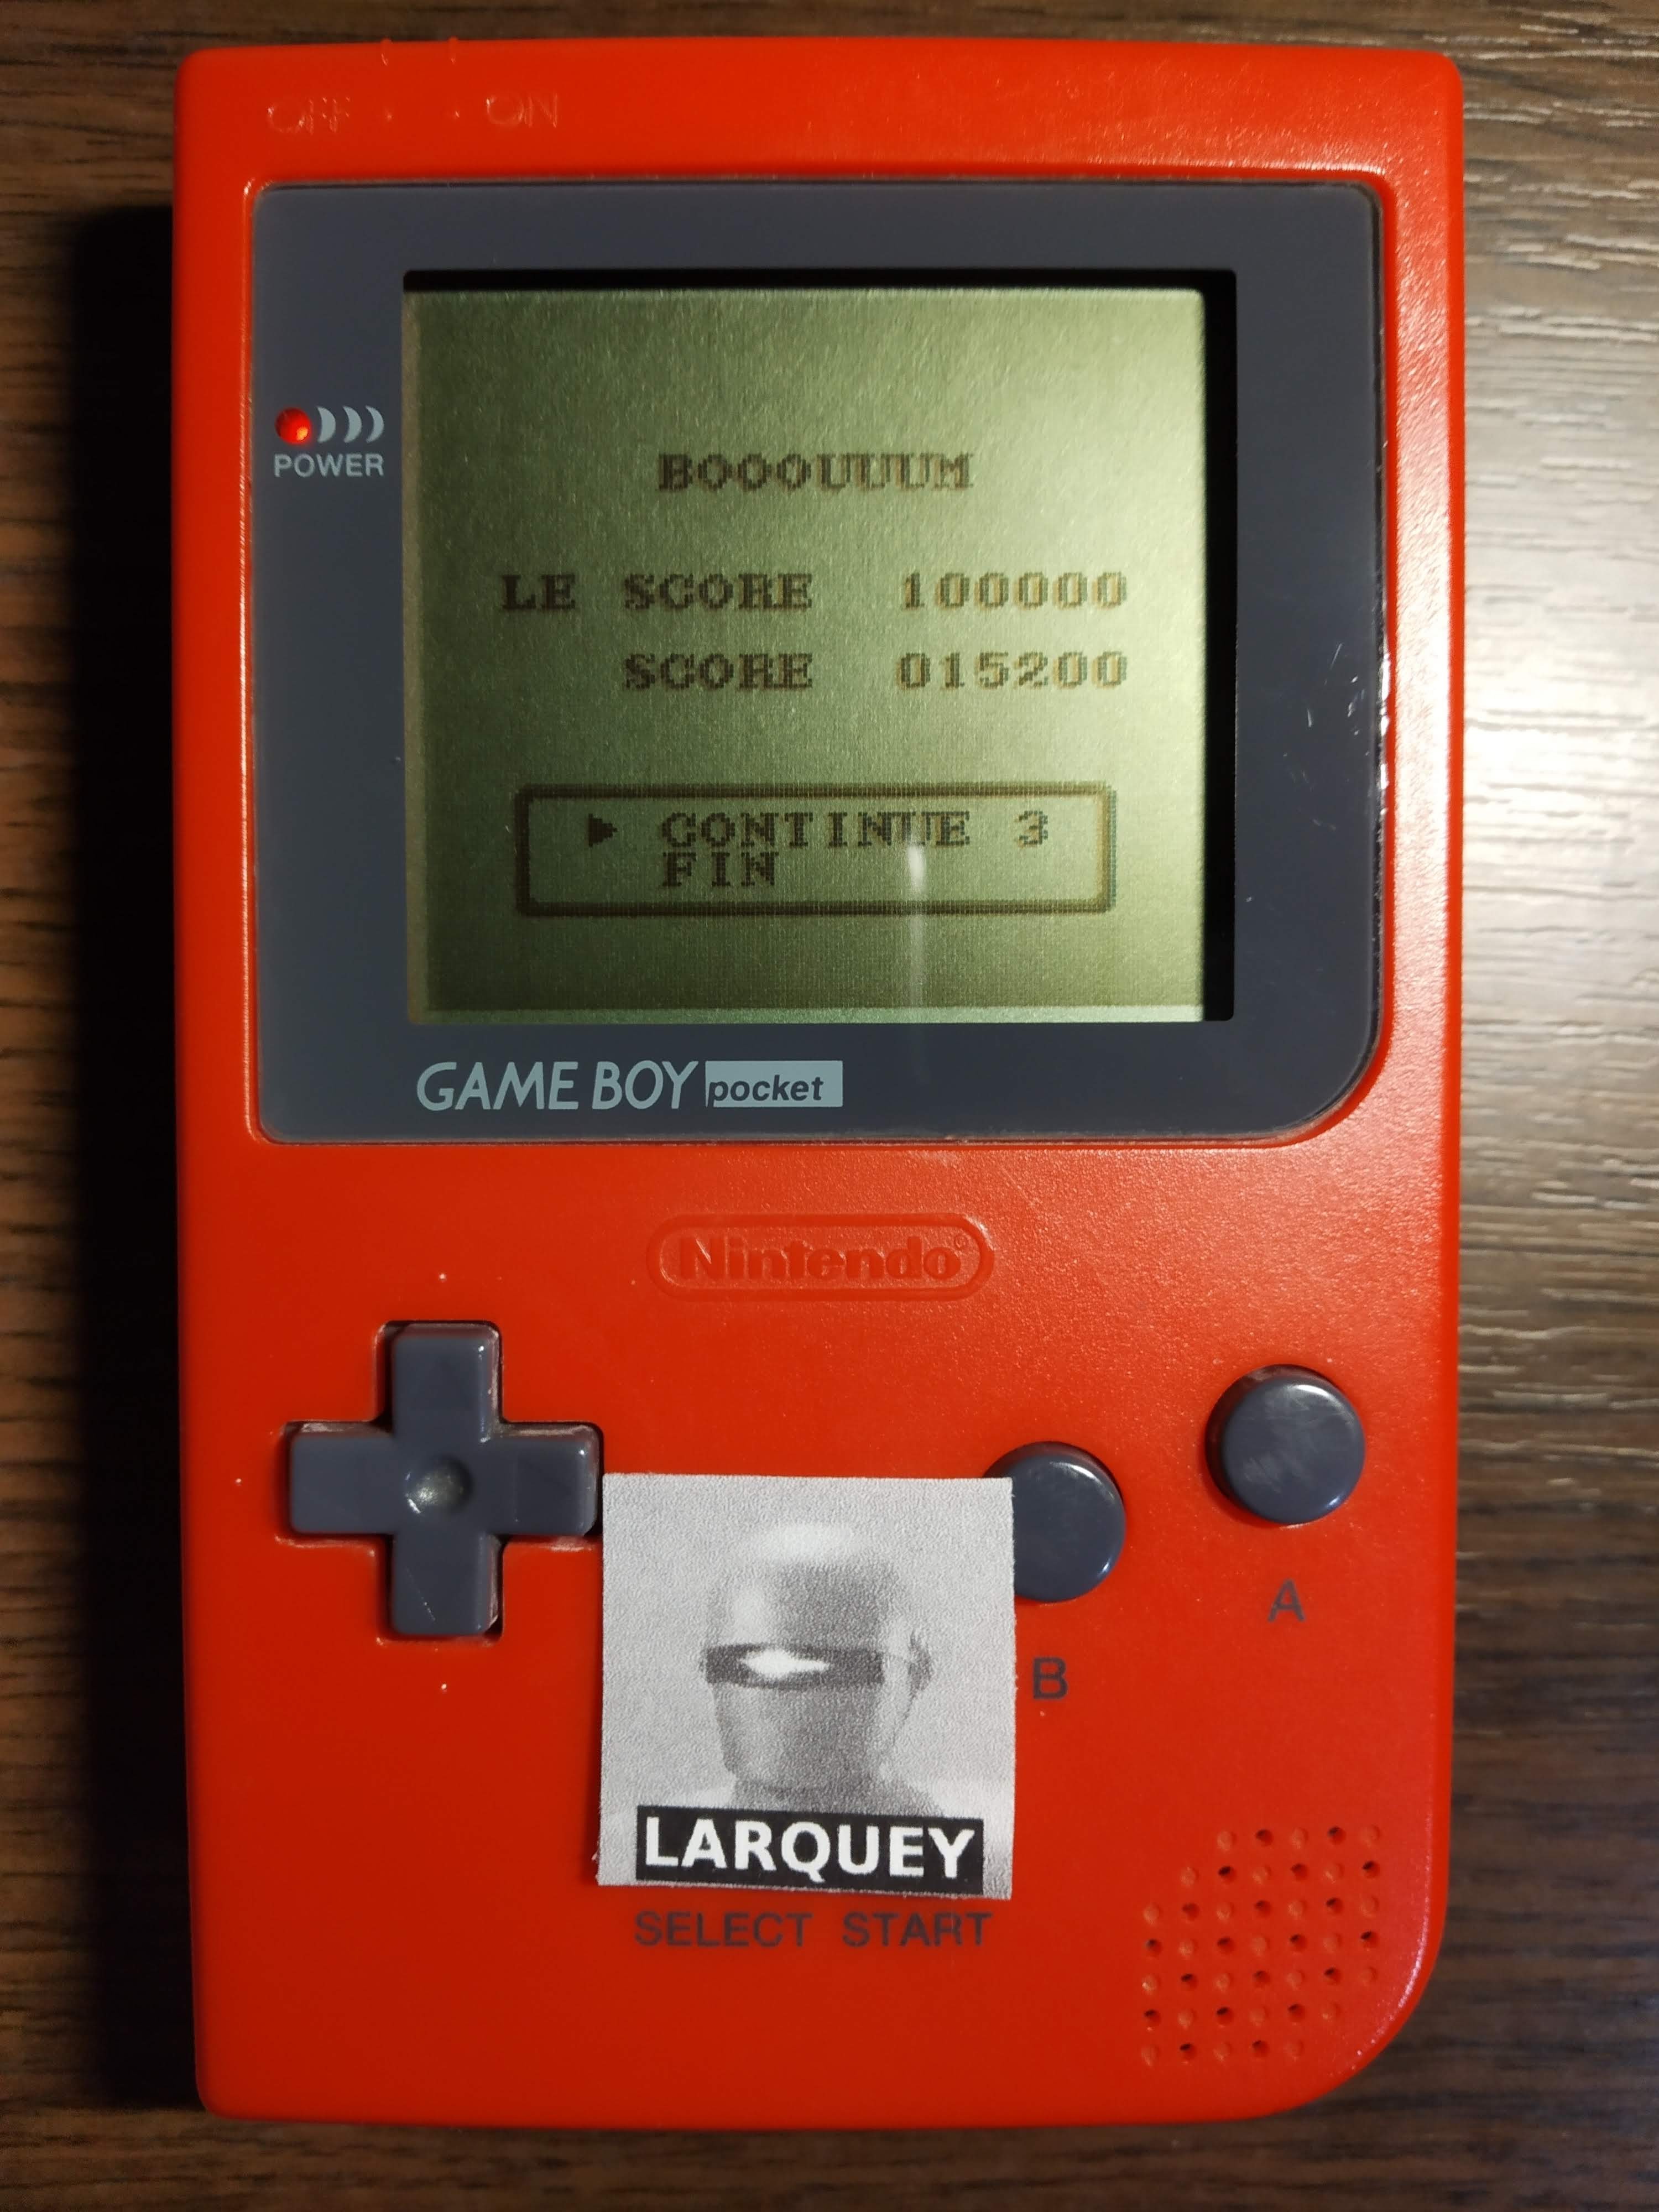 OFF ON
POWER
BOOOUUUM
LE SCORE 100000
SCORE 015200
▶ CONTINUE 3
FIN
GAME BOY pocket
Nintendo®
A
B
LARQUEY
SELECT START